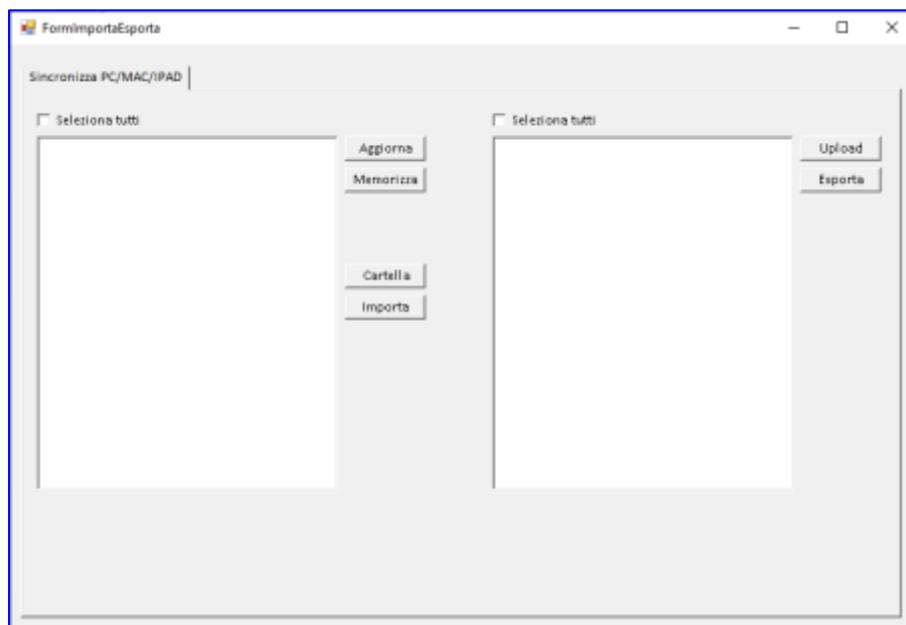 FormImportaEsporta
Sincronizza PC/MAC/IPAD
Seleziona tutti
Aggiorna
Memorizza
Cartella
Importa
Seleziona tutti
Upload
Esporta